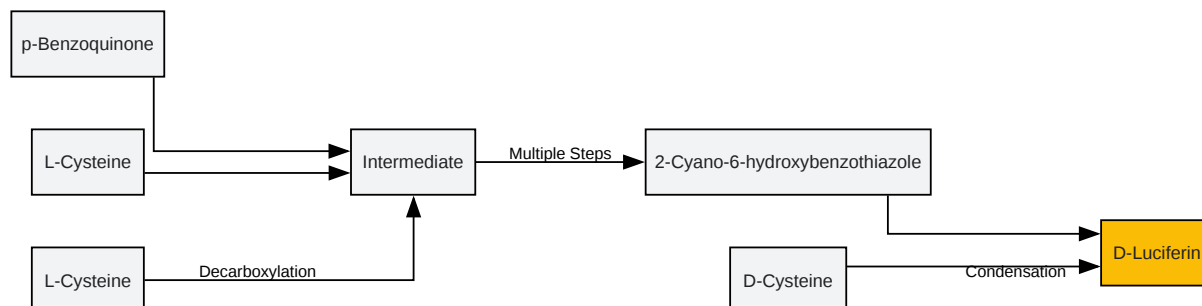 p-Benzoquinone
L-Cysteine
Intermediate
Multiple Steps
2-Cyano-6-hydroxybenzothiazole
L-Cysteine
Decarboxylation
D-Cysteine
Condensation
D-Luciferin